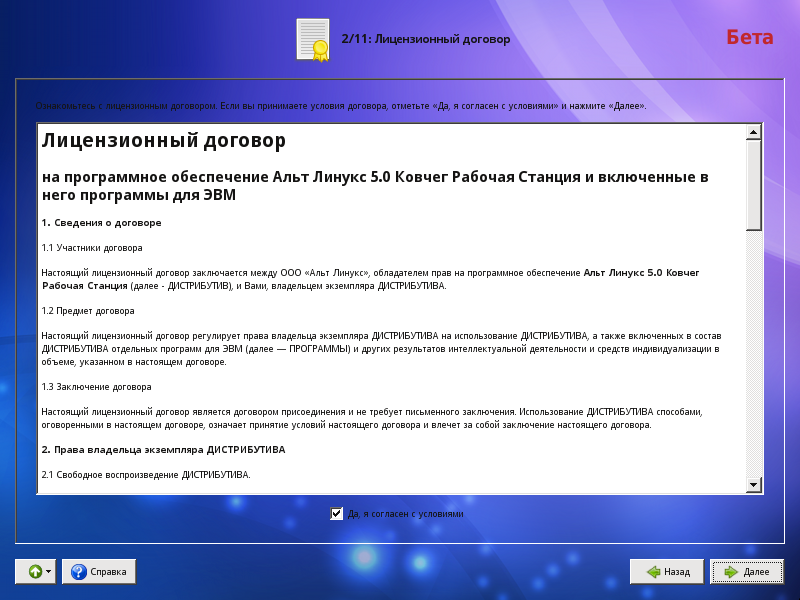 2/11: Лицензионный договор
Бета
Ознакомьтесь с лицензионным договором. Если вы принимаете условия договора, отметьте «Да, я согласен с условиями» и нажмите «Далее».
Лицензионный договор
на программное обеспечение Альт Линукс 5.0 Ковчег Рабочая Станция и включенные в
него программы для ЭВМ
1. Сведения о договоре
1.1 Участники договора
Настоящий лицензионный договор заключается между ООО «Альт Линукс», обладателем прав на программное обеспечение Альт Линукс 5.0 Ковчег
Рабочая Станция (далее - ДИСТРИБУТИВ), и Вами, владельцем экземпляра ДИСТРИБУТИВА.
1.2 Предмет договора
Настоящий лицензионный договор регулирует права владельца экземпляра ДИСТРИБУТИВА на использование ДИСТРИБУТИВА, а также включенных в состав
ДИСТРИБУТИВА отдельных программ для ЭВМ (далее — ПРОГРАММЫ) и других результатов интеллектуальной деятельности и средств индивидуализации в
объеме, указанном в настоящем договоре.
1.3 Заключение договора
Настоящий лицензионный договор является договором присоединения и не требует письменного заключения. Использование ДИСТРИБУТИВА способами,
оговоренными в настоящем договоре, означает принятие условий настоящего договора и влечет за собой заключение настоящего договора.
2. Права владельца экземпляра ДИСТРИБУТИВА
2.1 Свободное воспроизведение ДИСТРИБУТИВА.
Да, я согласен с условиями
Справка
Назад
Далее